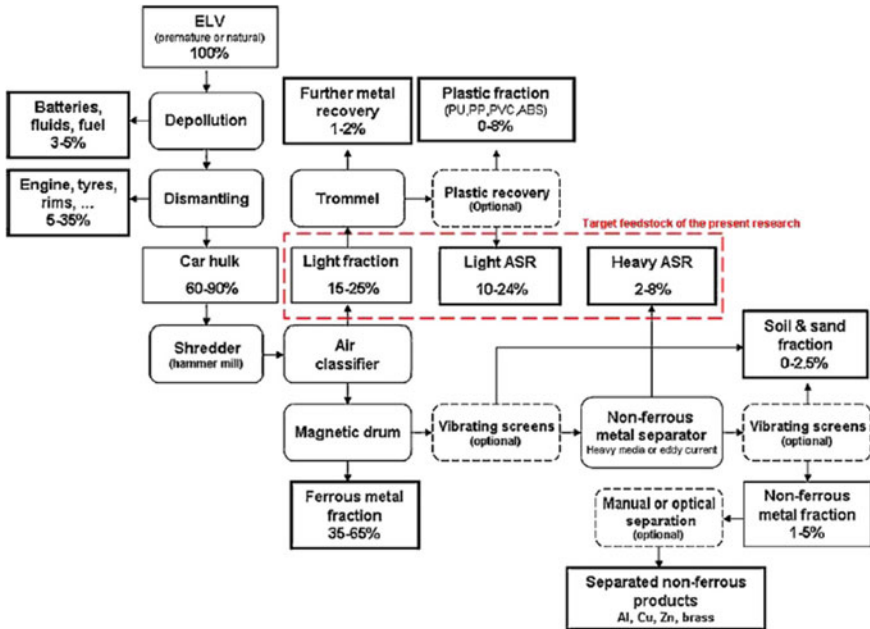 ELV
(premature or natural)
100%
Batteries,
fluids, fuel
3-5%
Depollution
Further metal
recovery
1-2%
Plastic fraction
(PU,PP,PVC,ABS)
0-8%
Engine, tyres,
rims, ...
5-35%
Dismantling
Trommel
Plastic recovery
(Optional)
Target feedstock of the present research
Car hulk
60-90%
Light fraction
15-25%
Light ASR
10-24%
Heavy ASR
2-8%
Shredder
(hammer mill)
Air
classifier
Soil & sand
fraction
0-2.5%
Magnetic drum
Vibrating screens
(optional)
Non-ferrous
metal separator
Heavy media or eddy current
Vibrating screens
(optional)
Ferrous metal
fraction
35-65%
Manual or optical
separation
(optional)
Non-ferrous
metal fraction
1-5%
Separated non-ferrous
products
Al, Cu, Zn, brass